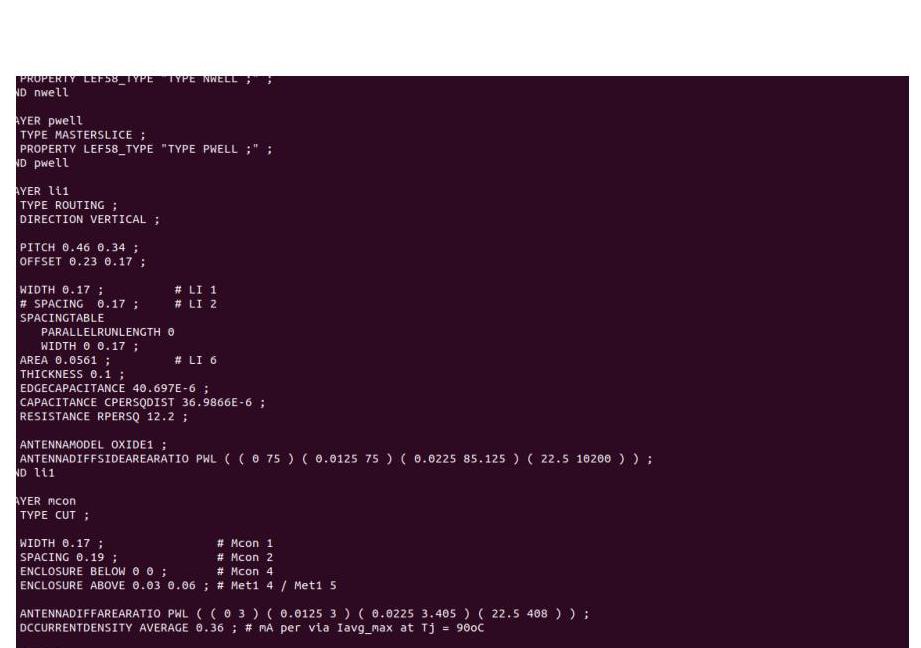 PROPERTY LEF58_TYPE "TYPE NWELL ;" ;
ND nwell
AYER pwell
TYPE MASTERSLICE ;
PROPERTY LEF58_TYPE "TYPE PWELL ;" ;
ND pwell
AYER li1
TYPE ROUTING ;
DIRECTION VERTICAL ;
PITCH 0.46 0.34 ;
OFFSET 0.23 0.17 ;
WIDTH 0.17 ; # LI 1
# SPACING 0.17 ; # LI 2
SPACINGTABLE
PARALLELRUNLENGTH 0
WIDTH 0 0.17 ;
AREA 0.0561 ; # LI 6
THICKNESS 0.1 ;
EDGECAPACITANCE 40.697E-6 ;
CAPACITANCE CPERSQDIST 36.9866E-6 ;
RESISTANCE RPERSQ 12.2 ;
ANTENNAMODEL OXIDE1 ;
ANTENNADIFFSIDEAREARATIO PWL ( ( 0 75 ) ( 0.0125 75 ) ( 0.0225 85.125 ) ( 22.5 10200 ) ) ;
ND li1
AYER mcon
TYPE CUT ;
WIDTH 0.17 ; # Mcon 1
SPACING 0.19 ; # Mcon 2
ENCLOSURE BELOW 0 0 ; # Mcon 4
ENCLOSURE ABOVE 0.03 0.06 ; # Met1 4 / Met1 5
ANTENNADIFFAREARATIO PWL ( ( 0 3 ) ( 0.0125 3 ) ( 0.0225 3.405 ) ( 22.5 408 ) ) ;
DCCURRENTDENSITY AVERAGE 0.36 ; # mA per via Iavg_max at Tj = 90oC